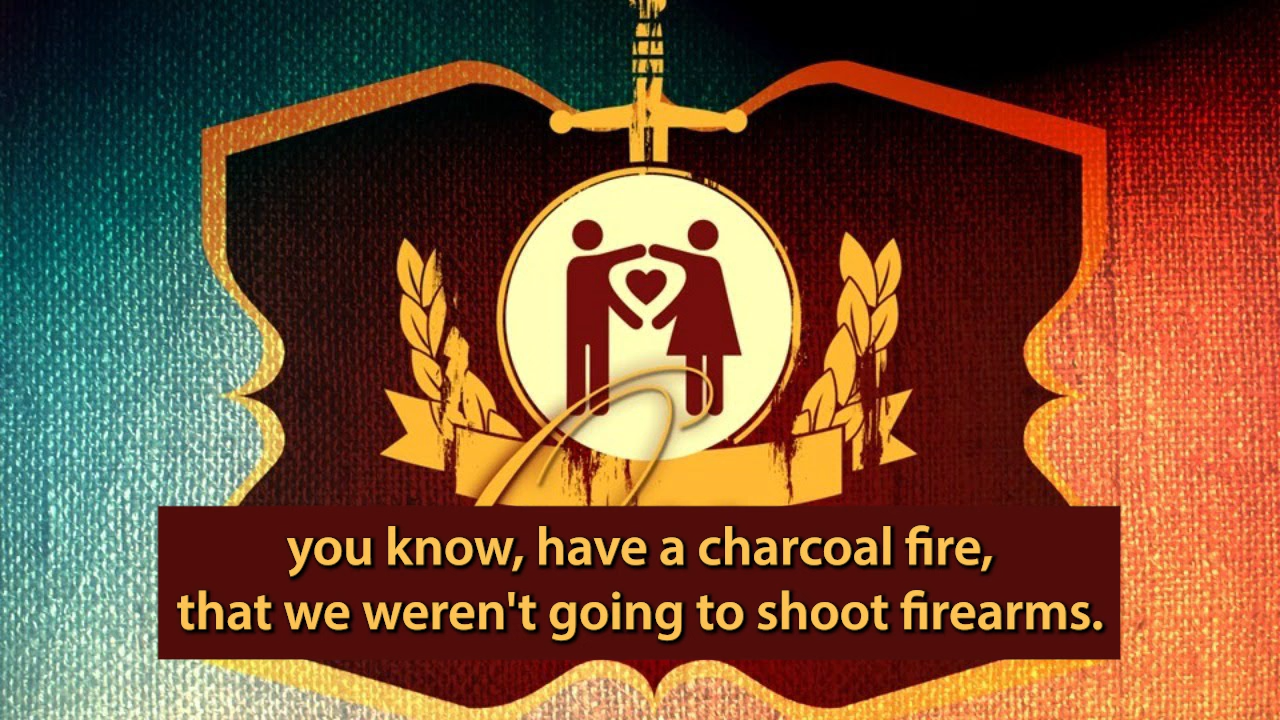 you know, have a charcoal fire,
that we weren't going to shoot firearms.